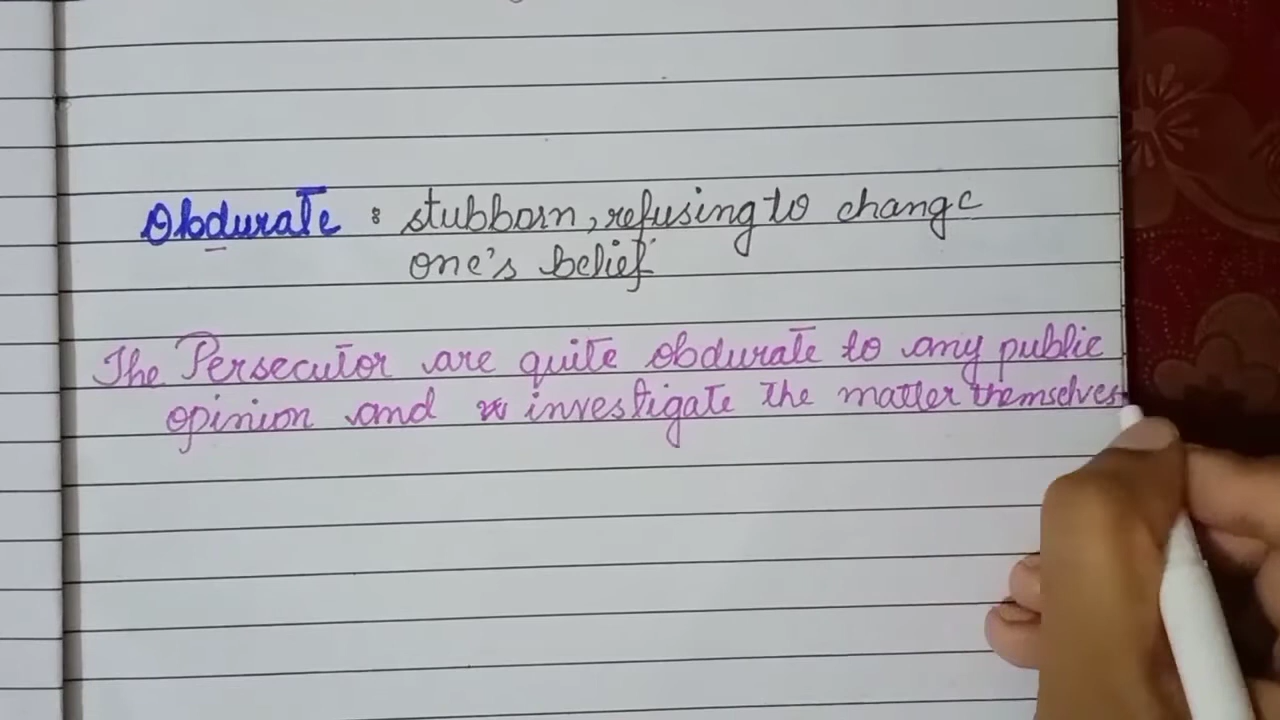 Obdurate : stubborn, refusing to change
one's belief
The Persecutor are quite obdurate to any public
opinion and investigate the matter themselves